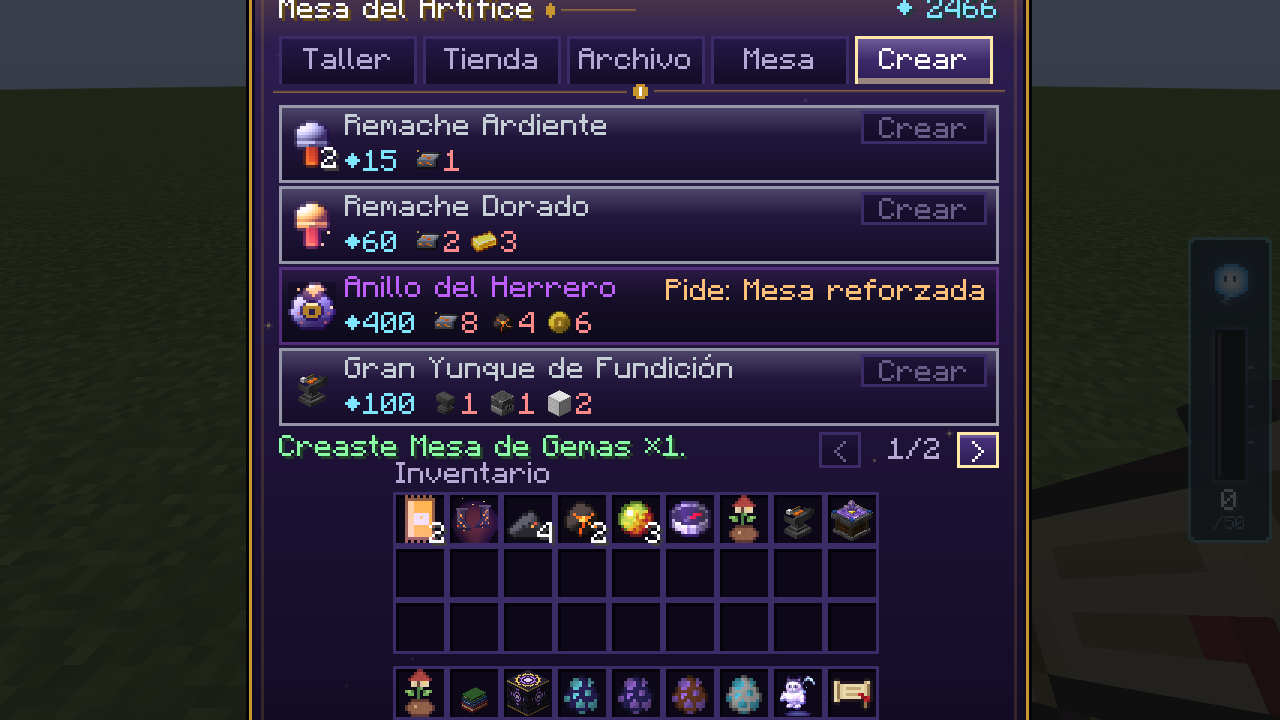 Mesa del Artífice
2466
Taller
Tienda
Archivo
Mesa
Crear
Remache Ardiente
Crear
2
15
1
Remache Dorado
Crear
60
2
3
Anillo del Herrero
Pide: Mesa reforzada
400
8
4
6
Gran Yunque de Fundición
Crear
100
1
1
2
Creaste Mesa de Gemas ×1.
<
1/2
>
Inventario
2
4
2
3
0
/50